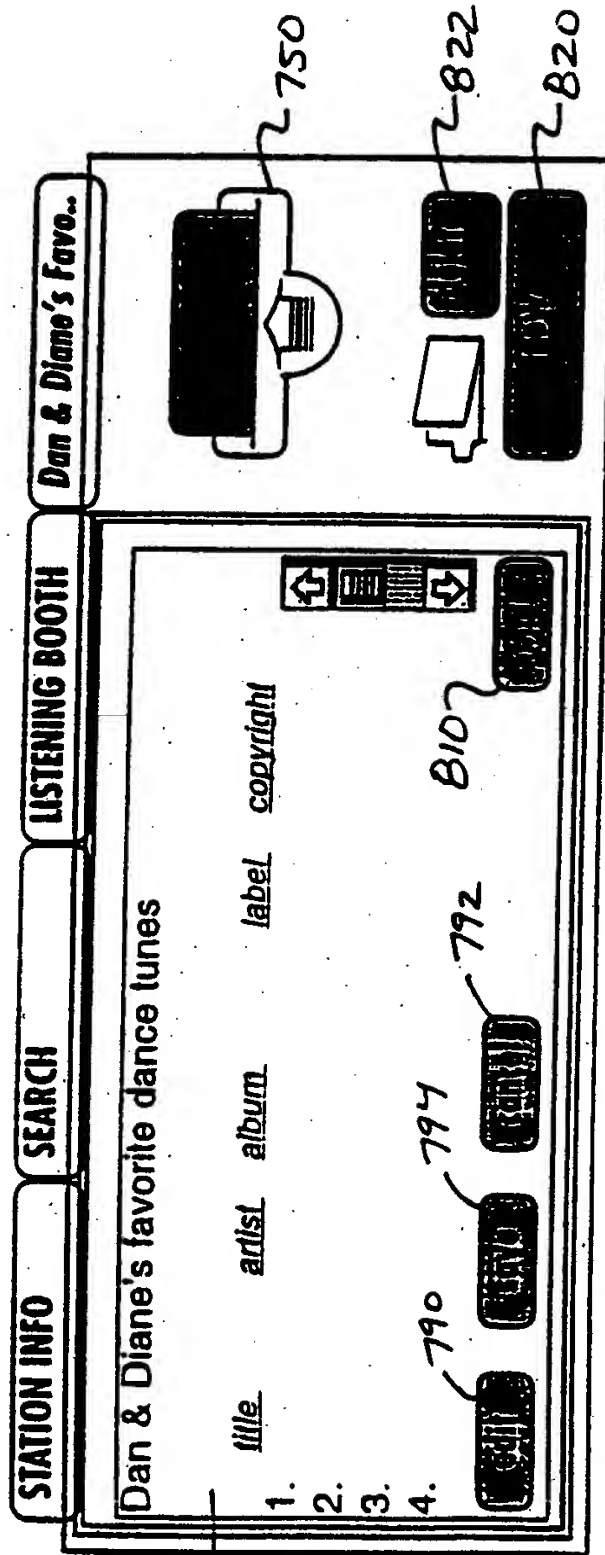 STATION INFO SEARCH LISTENING BOOTH Dan & Diane's Favo..
Dan & Diane's favorite dance tunes
title artist album label copyright
1.
2.
3.
4.
edit
790
794
792
810
750
822
820